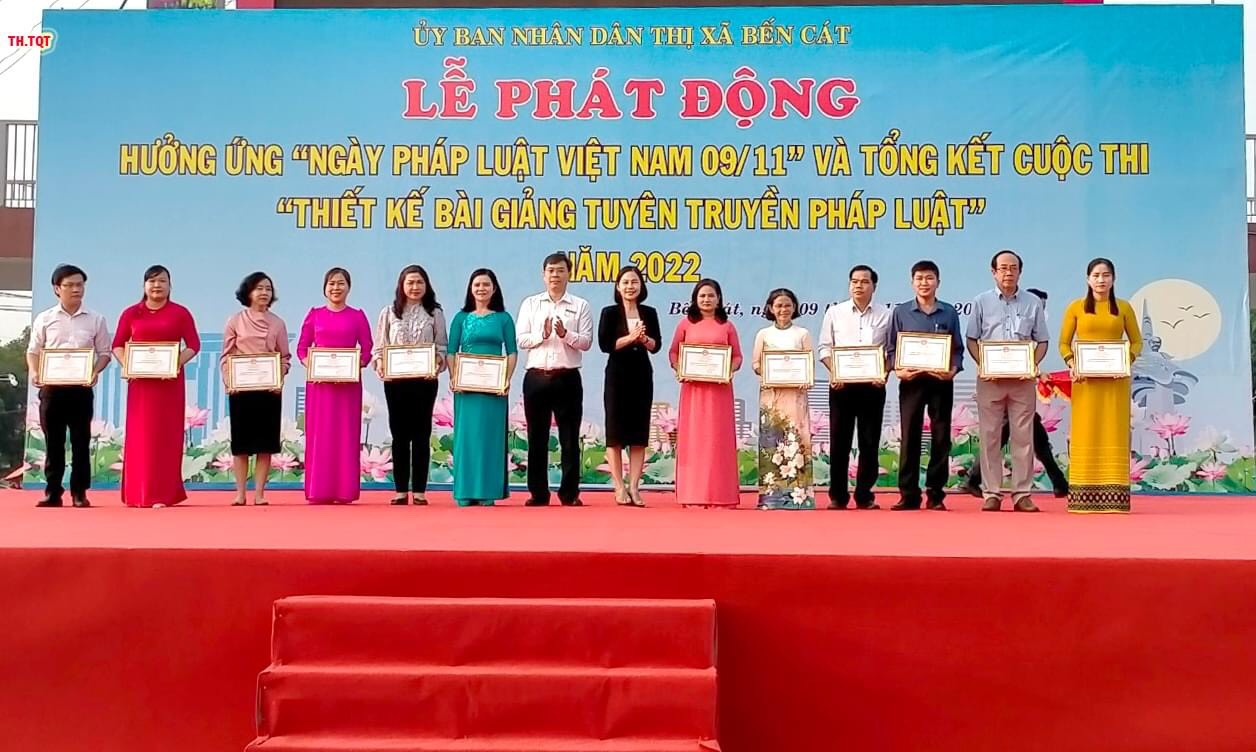 TH.TQT
ỦY BAN NHÂN DÂN THỊ XÃ BẾN CÁT
LỄ PHÁT ĐỘNG
HƯỞNG ỨNG “NGÀY PHÁP LUẬT VIỆT NAM 09/11” VÀ TỔNG KẾT CUỘC THI
“THIẾT KẾ BÀI GIẢNG TUYÊN TRUYỀN PHÁP LUẬT”
NĂM 2022
09